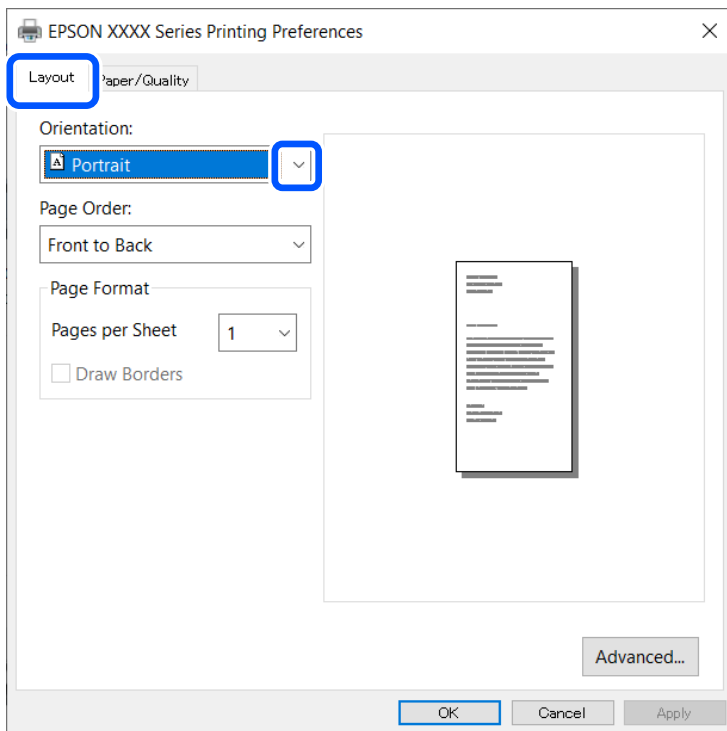 EPSON XXXX Series Printing Preferences
Layout
Paper/Quality
Orientation:
A Portrait
Page Order:
Front to Back
Page Format
Pages per Sheet 1
Draw Borders
Advanced...
OK Cancel Apply